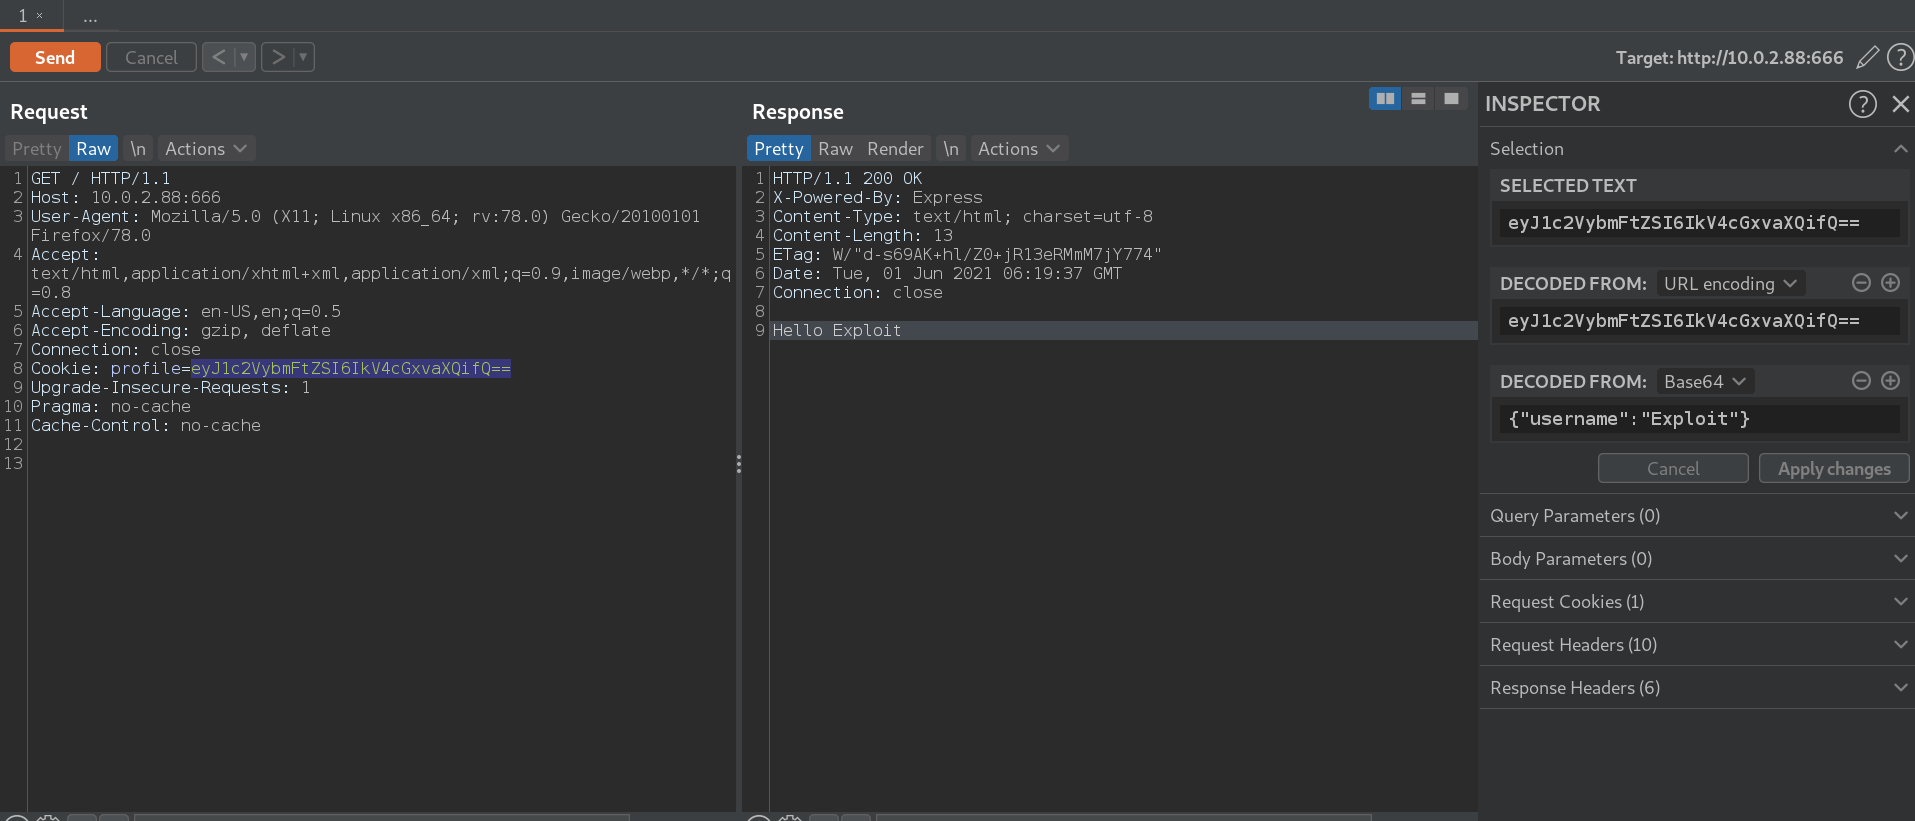 1 × ...
Send Cancel < ▼ > ▼ Target: http://10.0.2.88:666 ?
Request
Pretty Raw \n Actions
1 GET / HTTP/1.1
2 Host: 10.0.2.88:666
3 User-Agent: Mozilla/5.0 (X11; Linux x86_64; rv:78.0) Gecko/20100101
Firefox/78.0
4 Accept:
text/html,application/xhtml+xml,application/xml;q=0.9,image/webp,*/*;q
=0.8
5 Accept-Language: en-US,en;q=0.5
6 Accept-Encoding: gzip, deflate
7 Connection: close
8 Cookie: profile=eyJ1c2VybmFtZSI6IkV4cGxvaXQifQ==
9 Upgrade-Insecure-Requests: 1
10 Pragma: no-cache
11 Cache-Control: no-cache
12
13
Response
Pretty Raw Render \n Actions
1 HTTP/1.1 200 OK
2 X-Powered-By: Express
3 Content-Type: text/html; charset=utf-8
4 Content-Length: 13
5 ETag: W/"d-s69AK+hl/Z0+jR13eRMmM7jY774"
6 Date: Tue, 01 Jun 2021 06:19:37 GMT
7 Connection: close
8
9 Hello Exploit
INSPECTOR ? ×
Selection
SELECTED TEXT
eyJ1c2VybmFtZSI6IkV4cGxvaXQifQ==
DECODED FROM: URL encoding
eyJ1c2VybmFtZSI6IkV4cGxvaXQifQ==
DECODED FROM: Base64
{"username":"Exploit"}
Cancel Apply changes
Query Parameters (0)
Body Parameters (0)
Request Cookies (1)
Request Headers (10)
Response Headers (6)